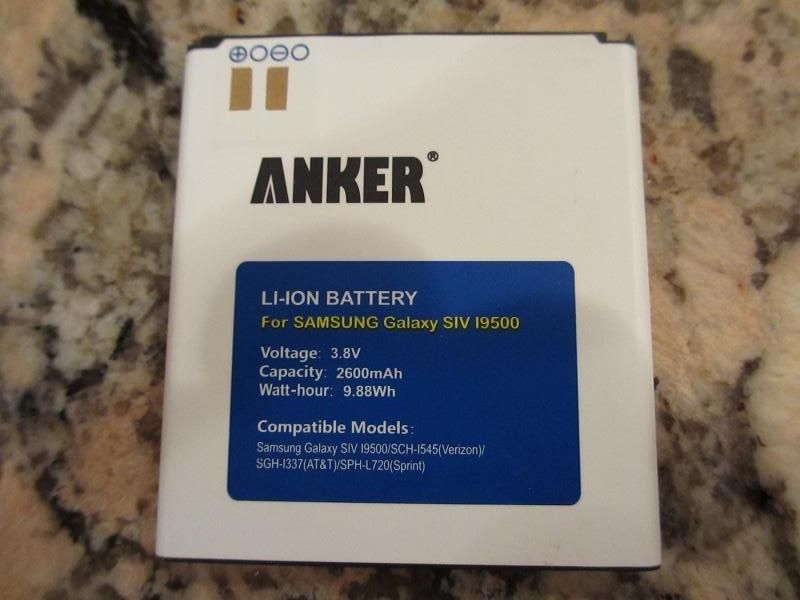 ANKER®
LI-ION BATTERY
For SAMSUNG Galaxy SIV I9500
Voltage: 3.8V
Capacity: 2600mAh
Watt-hour: 9.88Wh
Compatible Models:
Samsung Galaxy SIV I9500/SCH-I545(Verizon)/
SGH-I337(AT&T)/SPH-L720(Sprint)